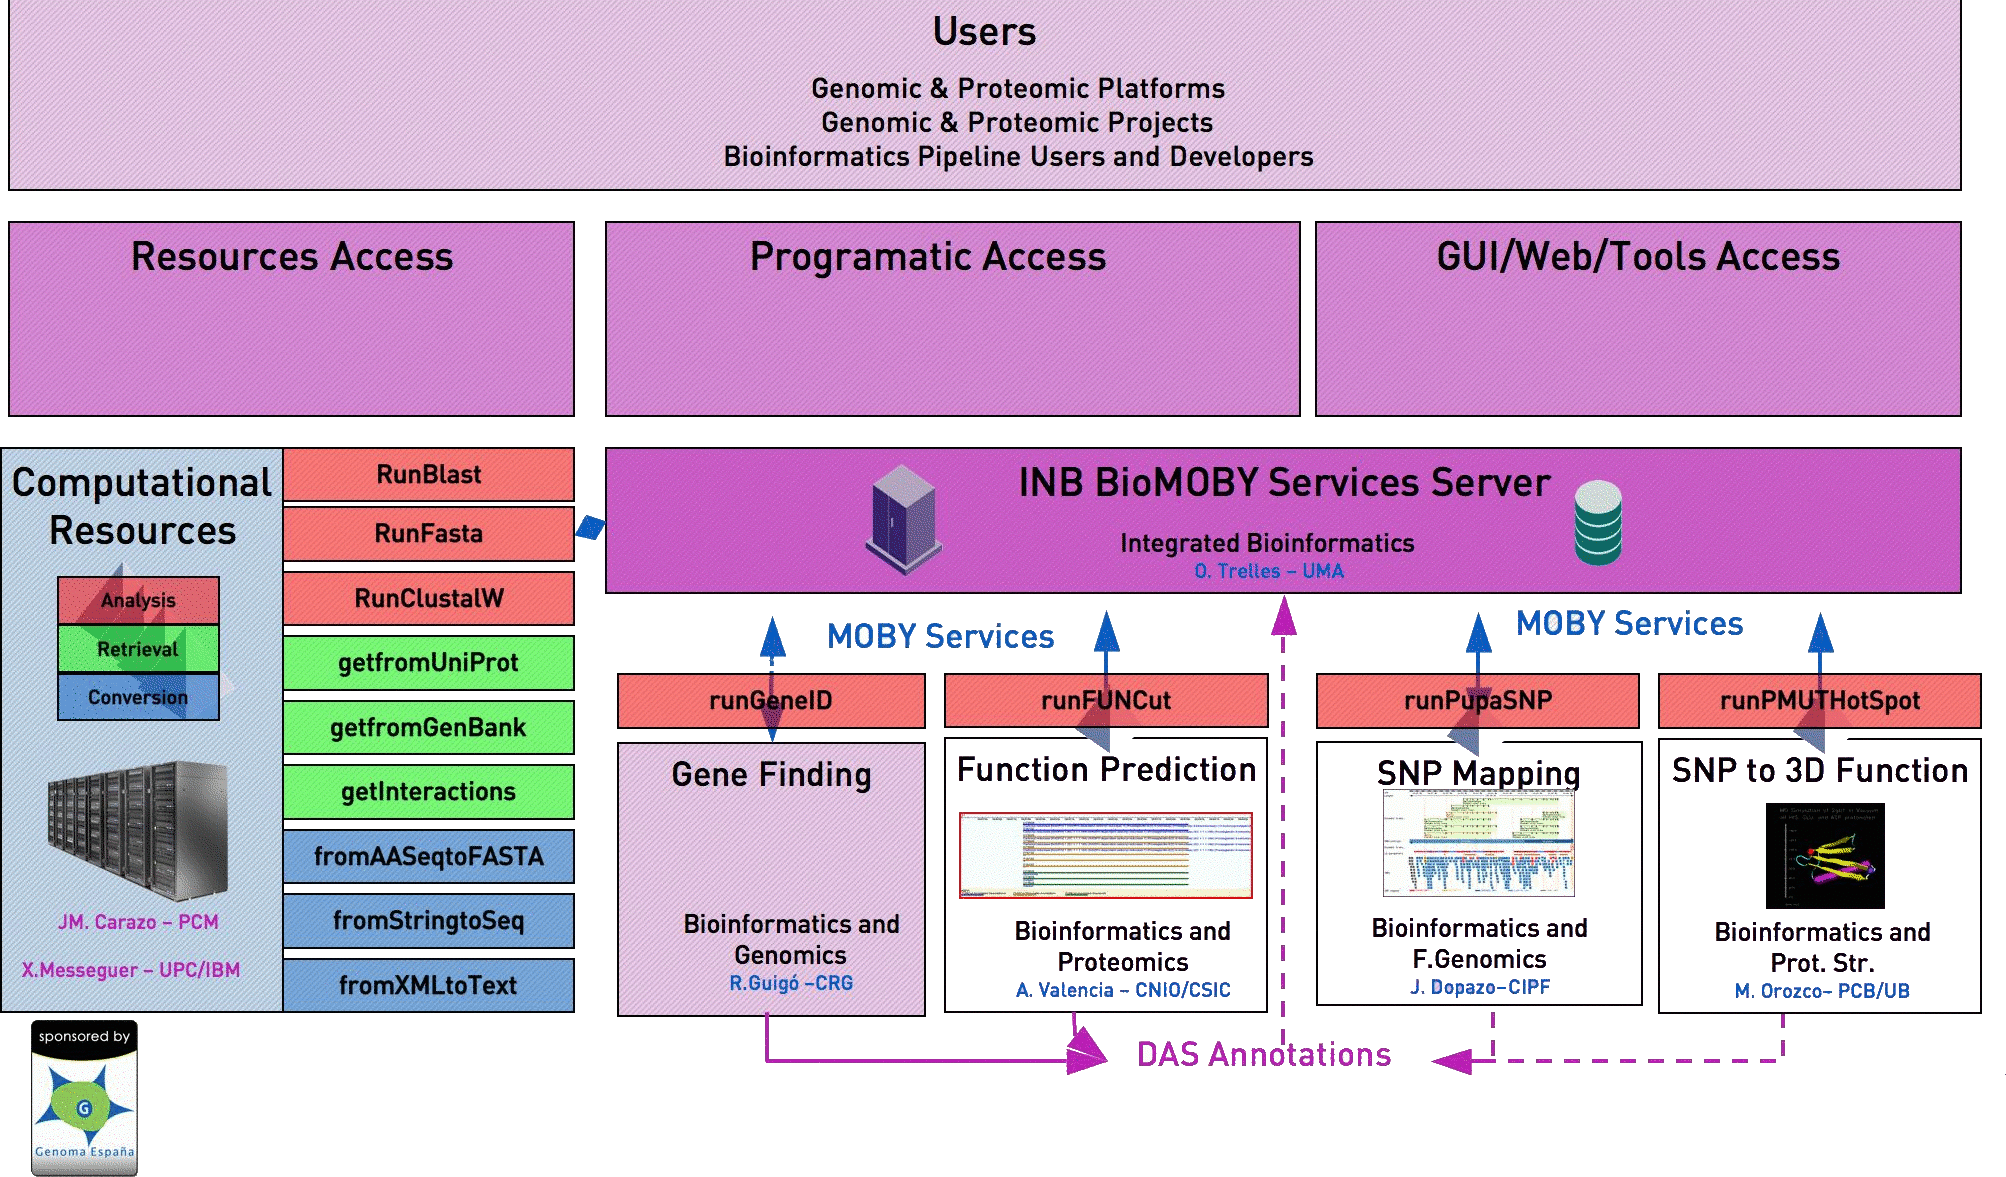 Users
Genomic & Proteomic Platforms
Genomic & Proteomic Projects
Bioinformatics Pipeline Users and Developers
Resources Access
Programatic Access
GUI/Web/Tools Access
Computational
Resources
Analysis
Retrieval
Conversion
JM. Carazo – PCM
X.Messeguer – UPC/IBM
RunBlast
RunFasta
RunClustalW
getfromUniProt
getfromGenBank
getInteractions
fromAASeqtoFASTA
fromStringtoSeq
fromXMLtoText
INB BioMOBY Services Server
Integrated Bioinformatics
O. Trelles – UMA
MOBY Services
MOBY Services
runGeneID
Gene Finding
Bioinformatics and
Genomics
R.Guigó –CRG
runFUNCut
Function Prediction
Bioinformatics and
Proteomics
A. Valencia – CNIO/CSIC
runPupaSNP
SNP Mapping
Bioinformatics and
F.Genomics
J. Dopazo–CIPF
runPMUTHotSpot
SNP to 3D Function
Bioinformatics and
Prot. Str.
M. Orozco– PCB/UB
DAS Annotations
sponsored by
G
Genoma España